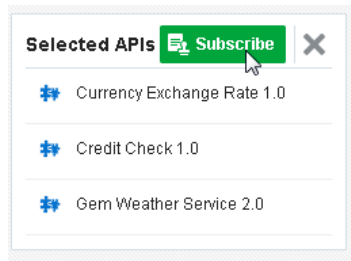 Selected APIs Subscribe
Currency Exchange Rate 1.0
Credit Check 1.0
Gem Weather Service 2.0